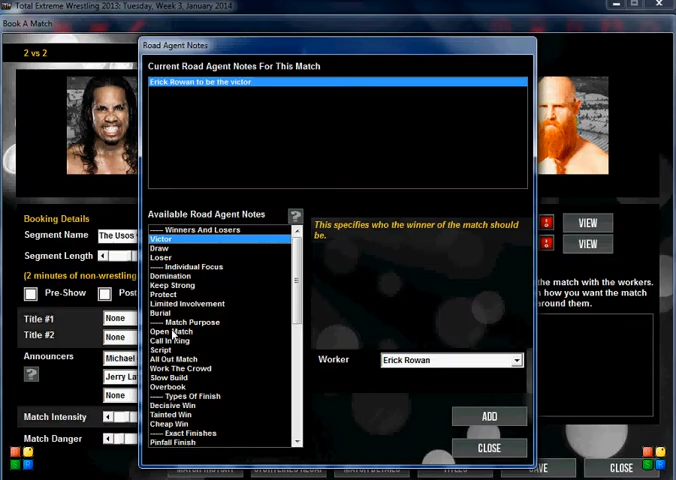 Total Extreme Wrestling 2013: Tuesday, Week 3, January 2014
Book A Match
2 vs 2
Road Agent Notes
Current Road Agent Notes For This Match
Erick Rowan to be the victor
Available Road Agent Notes
?
----- Winners And Losers
Victor
Draw
Loser
----- Individual Focus
Domination
Keep Strong
Protect
Limited Involvement
Burial
----- Match Purpose
Open Match
Call In Ring
Script
All Out Match
Work The Crowd
Slow Build
Overbook
----- Types Of Finish
Decisive Win
Tainted Win
Cheap Win
----- Exact Finishes
Pinfall Finish
This specifies who the winner of the match should
be.
Worker
Erick Rowan
ADD
CLOSE
Booking Details
Segment Name
The Usos
Segment Length
(2 minutes of non-wrestling
Pre-Show
Post
Title #1
None
Title #2
None
Announcers
Michael
?
Jerry La
None
Match Intensity
Match Danger
VIEW
VIEW
the match with the workers.
how you want the match
around them.
MATCH DETAILS
TITLES
SAVE
CLOSE